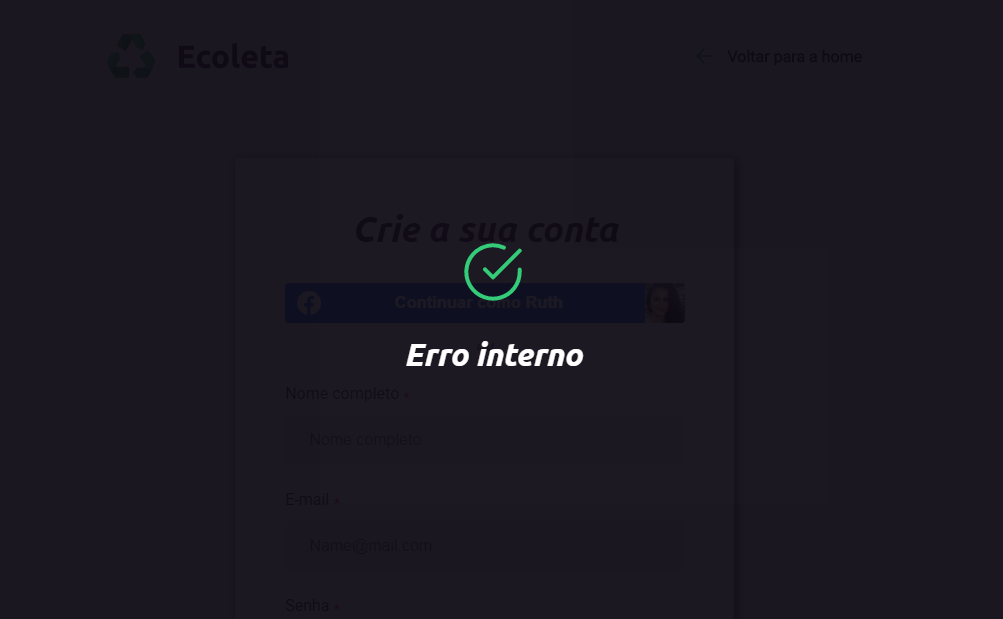 Ecoleta
Voltar para a home
Crie a sua conta
Continuar como Ruth
Erro interno
Nome completo *
Nome completo
E-mail *
Name@mail.com
Senha *